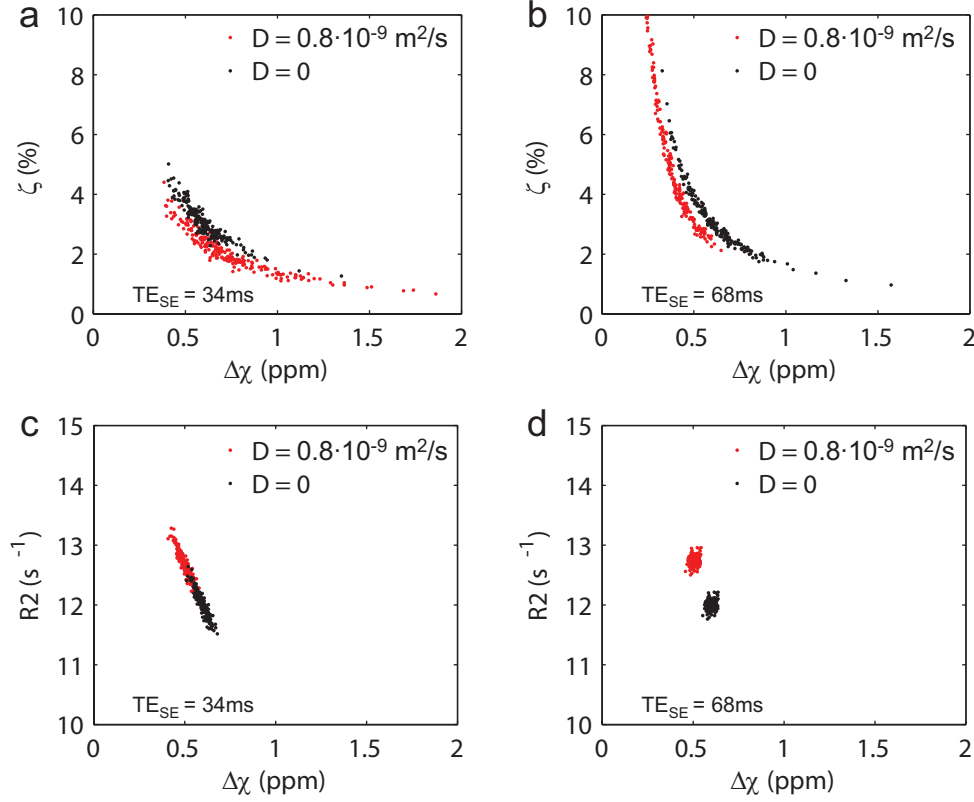 a
10
8
6
4
2
0
ζ (%)
D = 0.8·10⁻⁹ m²/s
D = 0
TE_SE = 34ms
0 0.5 1 1.5 2
Δχ (ppm)
b
10
8
6
4
2
0
ζ (%)
D = 0.8·10⁻⁹ m²/s
D = 0
TE_SE = 68ms
0 0.5 1 1.5 2
Δχ (ppm)
c
15
14
13
12
11
10
R2 (s ⁻¹)
D = 0.8·10⁻⁹ m²/s
D = 0
TE_SE = 34ms
0 0.5 1 1.5 2
Δχ (ppm)
d
15
14
13
12
11
10
R2 (s ⁻¹)
D = 0.8·10⁻⁹ m²/s
D = 0
TE_SE = 68ms
0 0.5 1 1.5 2
Δχ (ppm)